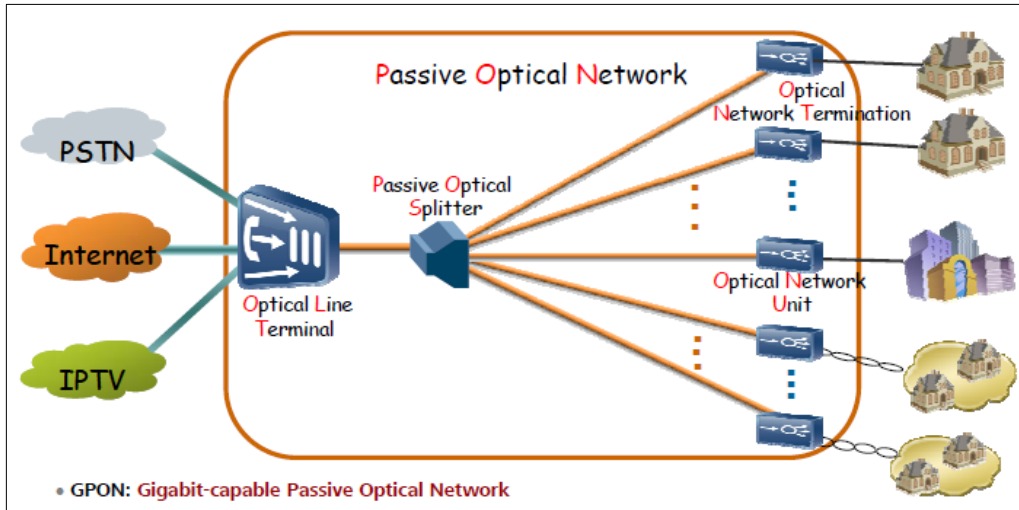 Passive Optical Network
PSTN
Internet
IPTV
Optical Line
Terminal
Passive Optical
Splitter
Optical
Network Termination
Optical Network
Unit
• GPON: Gigabit-capable Passive Optical Network